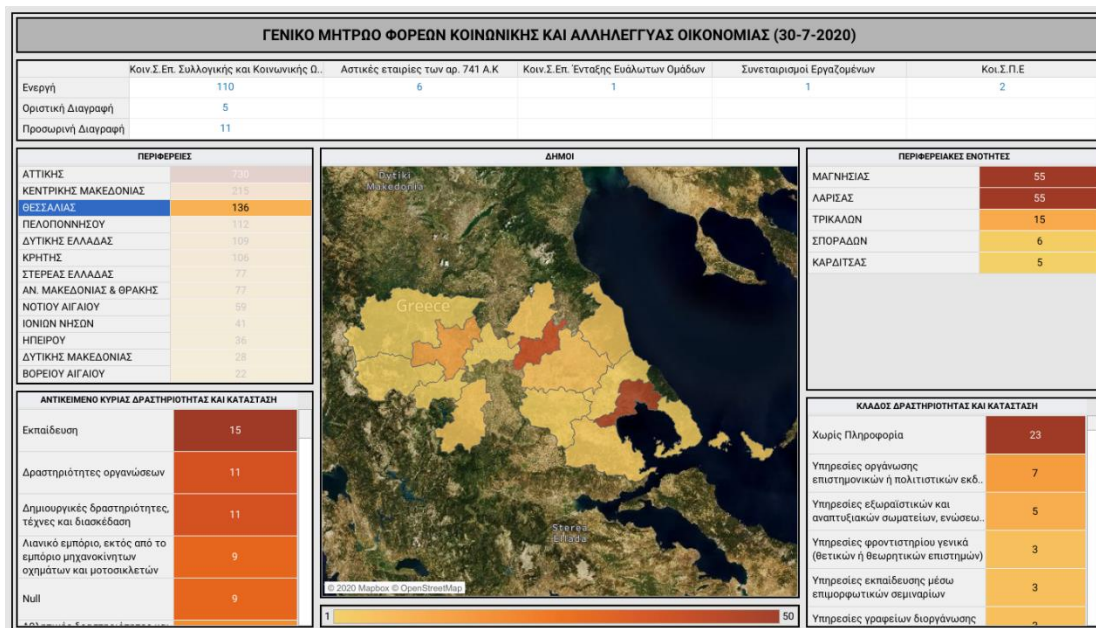 ΓΕΝΙΚΟ ΜΗΤΡΩΟ ΦΟΡΕΩΝ ΚΟΙΝΩΝΙΚΗΣ ΚΑΙ ΑΛΛΗΛΕΓΓΥΑΣ ΟΙΚΟΝΟΜΙΑΣ (30-7-2020)
Κοιν.Σ.Επ. Συλλογικής και Κοινωνικής Ω.. Αστικές εταιρίες των αρ. 741 Α.Κ Κοιν.Σ.Επ. Ένταξης Ευάλωτων Ομάδων Συνεταιρισμοί Εργαζομένων Κοι.Σ.Π.Ε
Ενεργή 110 6 1 1 2
Οριστική Διαγραφή 5
Προσωρινή Διαγραφή 11
ΠΕΡΙΦΕΡΕΙΕΣ
ΑΤΤΙΚΗΣ 730
ΚΕΝΤΡΙΚΗΣ ΜΑΚΕΔΟΝΙΑΣ 215
ΘΕΣΣΑΛΙΑΣ 136
ΠΕΛΟΠΟΝΝΗΣΟΥ 112
ΔΥΤΙΚΗΣ ΕΛΛΑΔΑΣ 109
ΚΡΗΤΗΣ 106
ΣΤΕΡΕΑΣ ΕΛΛΑΔΑΣ 77
ΑΝ. ΜΑΚΕΔΟΝΙΑΣ & ΘΡΑΚΗΣ 77
ΝΟΤΙΟΥ ΑΙΓΑΙΟΥ 59
ΙΟΝΙΩΝ ΝΗΣΩΝ 41
ΗΠΕΙΡΟΥ 36
ΔΥΤΙΚΗΣ ΜΑΚΕΔΟΝΙΑΣ 28
ΒΟΡΕΙΟΥ ΑΙΓΑΙΟΥ 22
ΔΗΜΟΙ
Dytiki
Makedonia
Greece
Sterea
Ellada
© 2020 Mapbox © OpenStreetMap
1 50
ΠΕΡΙΦΕΡΕΙΑΚΕΣ ΕΝΟΤΗΤΕΣ
ΜΑΓΝΗΣΙΑΣ 55
ΛΑΡΙΣΑΣ 55
ΤΡΙΚΑΛΩΝ 15
ΣΠΟΡΑΔΩΝ 6
ΚΑΡΔΙΤΣΑΣ 5
ΑΝΤΙΚΕΙΜΕΝΟ ΚΥΡΙΑΣ ΔΡΑΣΤΗΡΙΟΤΗΤΑΣ ΚΑΙ ΚΑΤΑΣΤΑΣΗ
Εκπαίδευση 15
Δραστηριότητες οργανώσεων 11
Δημιουργικές δραστηριότητες,
τέχνες και διασκέδαση 11
Λιανικό εμπόριο, εκτός από το
εμπόριο μηχανοκίνητων 9
οχημάτων και μοτοσικλετών
Null 9
ΚΛΑΔΟΣ ΔΡΑΣΤΗΡΙΟΤΗΤΑΣ ΚΑΙ ΚΑΤΑΣΤΑΣΗ
Χωρίς Πληροφορία 23
Υπηρεσίες οργάνωσης
επιστημονικών ή πολιτιστικών εκδ.. 7
Υπηρεσίες εξωραϊστικών και
αναπτυξιακών σωματείων, ενώσεω.. 5
Υπηρεσίες φροντιστηρίου γενικά
(θετικών ή θεωρητικών επιστημών) 3
Υπηρεσίες εκπαίδευσης μέσω
επιμορφωτικών σεμιναρίων 3
Υπηρεσίες γραφείων διοργάνωσης